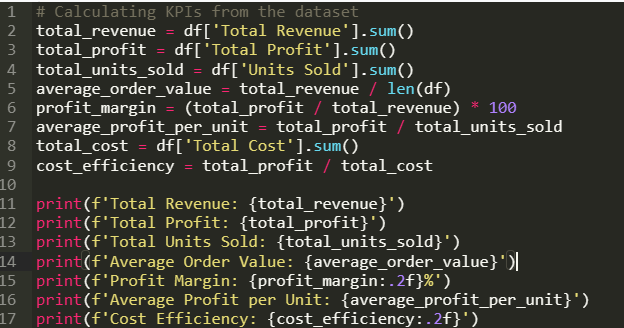 1 # Calculating KPIs from the dataset
2 total_revenue = df['Total Revenue'].sum()
3 total_profit = df['Total Profit'].sum()
4 total_units_sold = df['Units Sold'].sum()
5 average_order_value = total_revenue / len(df)
6 profit_margin = (total_profit / total_revenue) * 100
7 average_profit_per_unit = total_profit / total_units_sold
8 total_cost = df['Total Cost'].sum()
9 cost_efficiency = total_profit / total_cost
10
11 print(f'Total Revenue: {total_revenue}')
12 print(f'Total Profit: {total_profit}')
13 print(f'Total Units Sold: {total_units_sold}')
14 print(f'Average Order Value: {average_order_value}')
15 print(f'Profit Margin: {profit_margin:.2f}%')
16 print(f'Average Profit per Unit: {average_profit_per_unit}')
17 print(f'Cost Efficiency: {cost_efficiency:.2f}')